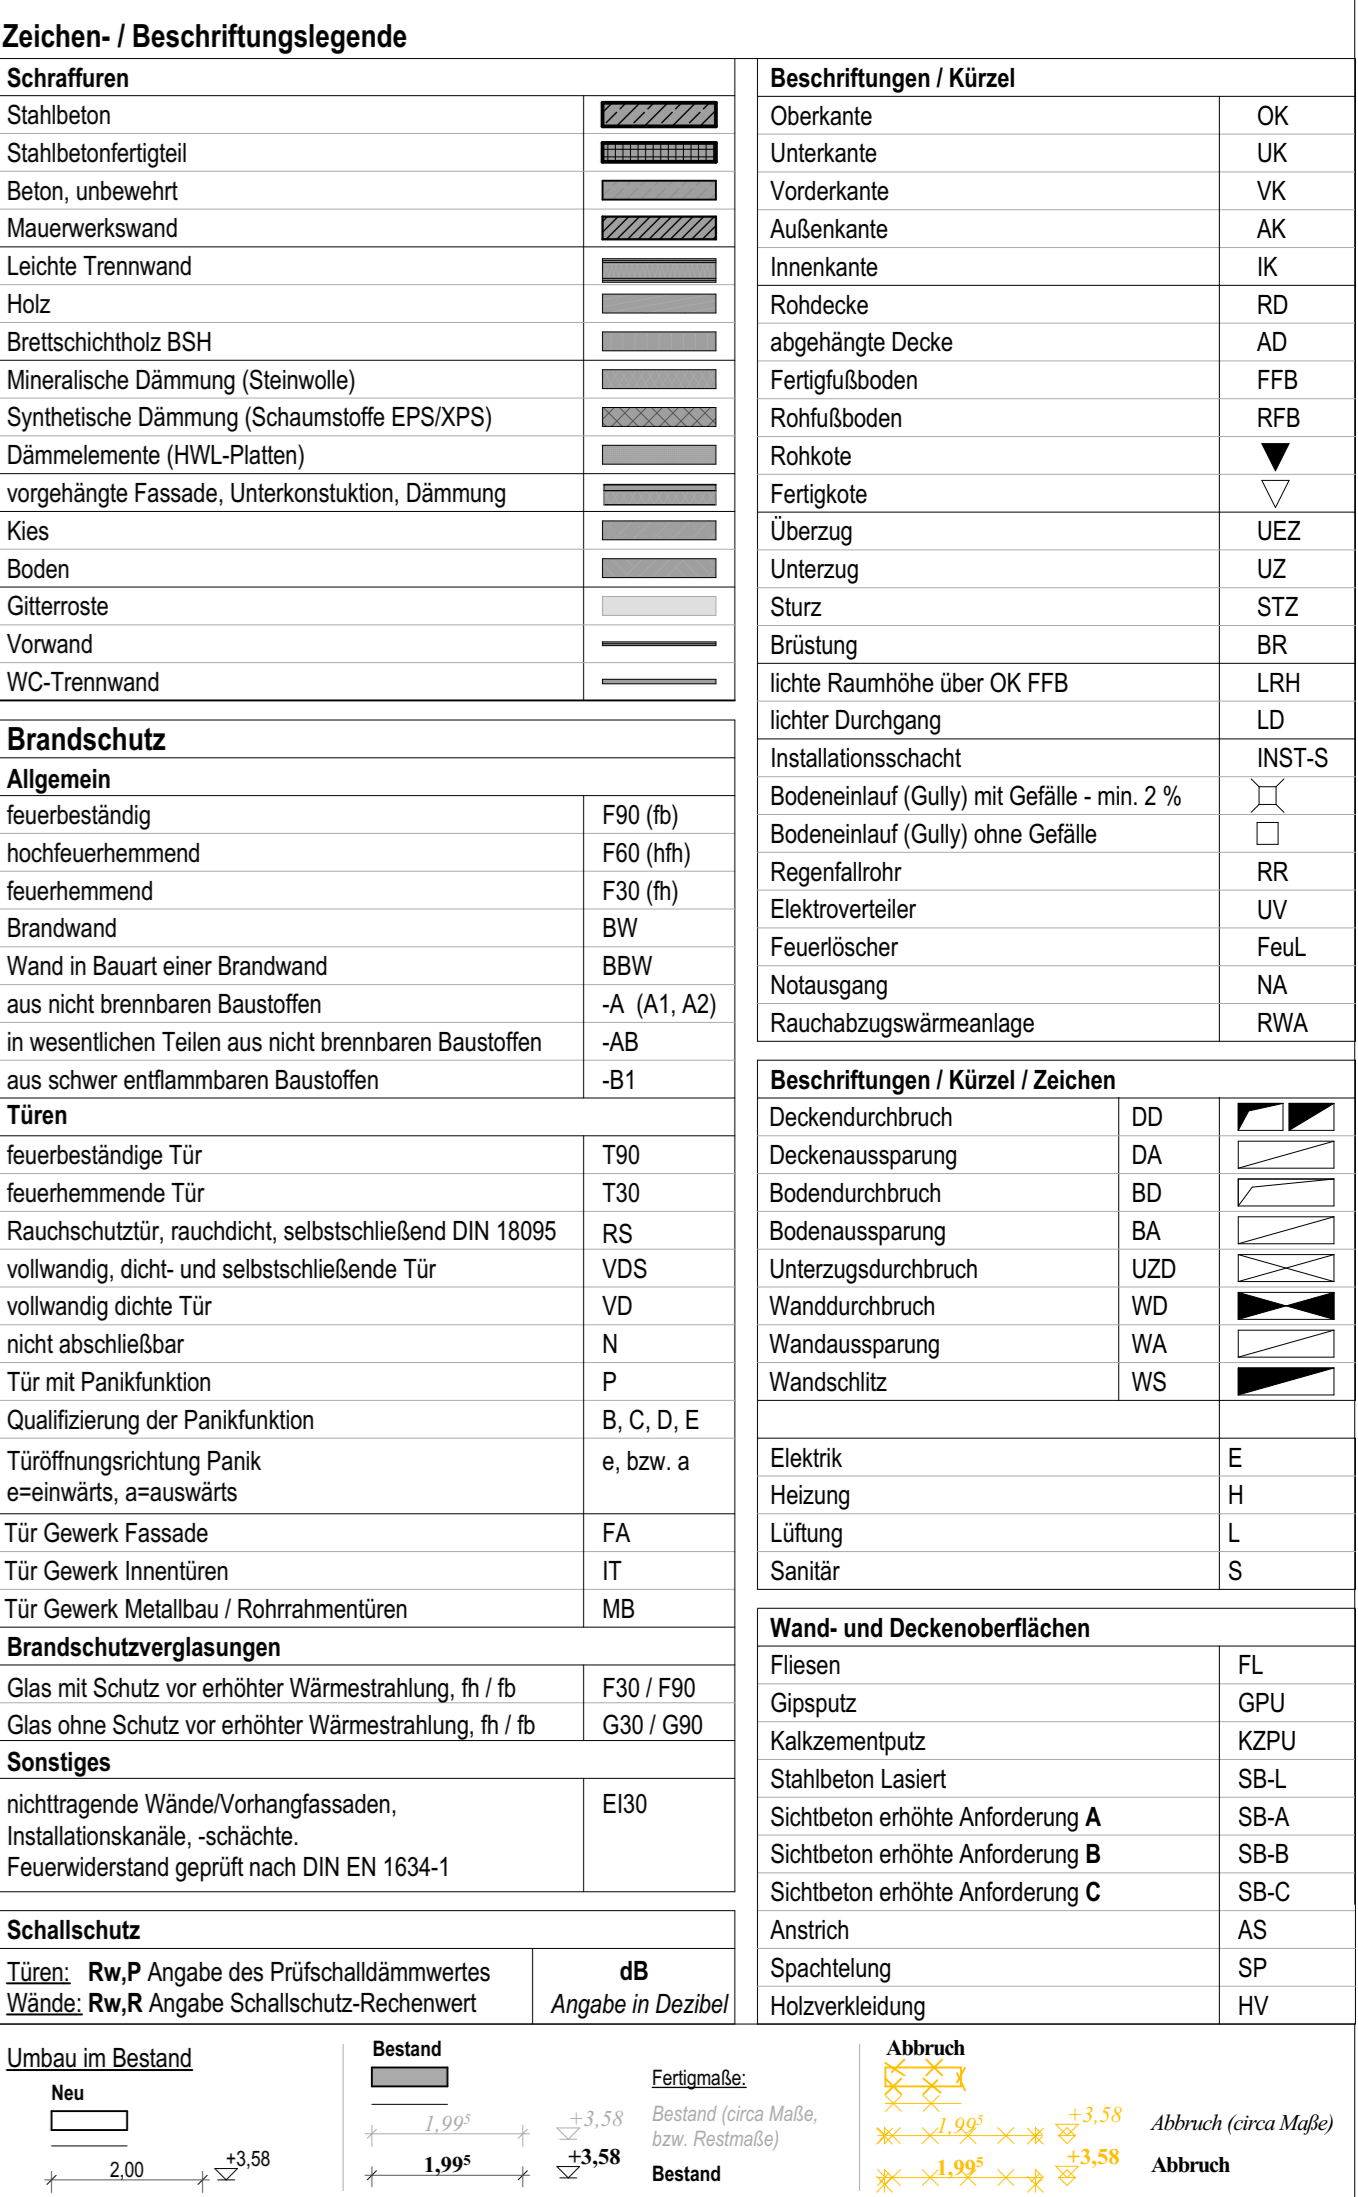 Zeichen- / Beschriftungslegende
Schraffuren
Stahlbeton
Stahlbetonfertigteil
Beton, unbewehrt
Mauerwerkswand
Leichte Trennwand
Holz
Brettschichtholz BSH
Mineralische Dämmung (Steinwolle)
Synthetische Dämmung (Schaumstoffe EPS/XPS)
Dämmelemente (HWL-Platten)
vorgehängte Fassade, Unterkonstuktion, Dämmung
Kies
Boden
Gitterroste
Vorwand
WC-Trennwand
Brandschutz
Allgemein
feuerbeständig F90 (fb)
hochfeuerhemmend F60 (hfh)
feuerhemmend F30 (fh)
Brandwand BW
Wand in Bauart einer Brandwand BBW
aus nicht brennbaren Baustoffen -A (A1, A2)
in wesentlichen Teilen aus nicht brennbaren Baustoffen -AB
aus schwer entflammbaren Baustoffen -B1
Türen
feuerbeständige Tür T90
feuerhemmende Tür T30
Rauchschutztür, rauchdicht, selbstschließend DIN 18095 RS
vollwandig, dicht- und selbstschließende Tür VDS
vollwandig dichte Tür VD
nicht abschließbar N
Tür mit Panikfunktion P
Qualifizierung der Panikfunktion B, C, D, E
Türöffnungsrichtung Panik e, bzw. a
e=einwärts, a=auswärts
Tür Gewerk Fassade FA
Tür Gewerk Innentüren IT
Tür Gewerk Metallbau / Rohrrahmentüren MB
Brandschutzverglasungen
Glas mit Schutz vor erhöhter Wärmestrahlung, fh / fb F30 / F90
Glas ohne Schutz vor erhöhter Wärmestrahlung, fh / fb G30 / G90
Sonstiges
nichttragende Wände/Vorhangfassaden, EI30
Installationskanäle, -schächte.
Feuerwiderstand geprüft nach DIN EN 1634-1
Schallschutz
Türen: Rw,P Angabe des Prüfschalldämmwertes dB
Wände: Rw,R Angabe Schallschutz-Rechenwert Angabe in Dezibel
Beschriftungen / Kürzel
Oberkante OK
Unterkante UK
Vorderkante VK
Außenkante AK
Innenkante IK
Rohdecke RD
abgehängte Decke AD
Fertigfußboden FFB
Rohfußboden RFB
Rohkote
Fertigkote
Überzug UEZ
Unterzug UZ
Sturz STZ
Brüstung BR
lichte Raumhöhe über OK FFB LRH
lichter Durchgang LD
Installationsschacht INST-S
Bodeneinlauf (Gully) mit Gefälle - min. 2 %
Bodeneinlauf (Gully) ohne Gefälle
Regenfallrohr RR
Elektroverteiler UV
Feuerlöscher FeuL
Notausgang NA
Rauchabzugswärmeanlage RWA
Beschriftungen / Kürzel / Zeichen
Deckendurchbruch DD
Deckenaussparung DA
Bodendurchbruch BD
Bodenaussparung BA
Unterzugsdurchbruch UZD
Wanddurchbruch WD
Wandaussparung WA
Wandschlitz WS
Elektrik E
Heizung H
Lüftung L
Sanitär S
Wand- und Deckenoberflächen
Fliesen FL
Gipsputz GPU
Kalkzementputz KZPU
Stahlbeton Lasiert SB-L
Sichtbeton erhöhte Anforderung A SB-A
Sichtbeton erhöhte Anforderung B SB-B
Sichtbeton erhöhte Anforderung C SB-C
Anstrich AS
Spachtelung SP
Holzverkleidung HV
Umbau im Bestand
Neu
2,00 +3,58
Bestand
1,99⁵ +3,58
1,99⁵ +3,58
Fertigmaße:
Bestand (circa Maße,
bzw. Restmaße)
Bestand
Abbruch
1,99⁵ +3,58 Abbruch (circa Maße)
1,99⁵ +3,58 Abbruch